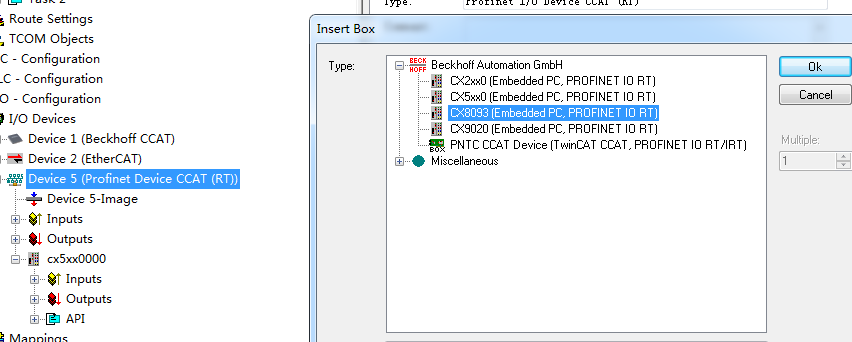 Task 2
Route Settings
TCOM Objects
C - Configuration
LC - Configuration
O - Configuration
I/O Devices
Device 1 (Beckhoff CCAT)
Device 2 (EtherCAT)
Device 5 (Profinet Device CCAT (RT))
Device 5-Image
Inputs
Outputs
cx5xx0000
Inputs
Outputs
API
Mappings
Type: Profinet I/O Device CCAT (RT)
Insert Box
Type:
BECK
HOFF
Beckhoff Automation GmbH
CX2xx0 (Embedded PC, PROFINET IO RT)
CX5xx0 (Embedded PC, PROFINET IO RT)
CX8093 (Embedded PC, PROFINET IO RT)
CX9020 (Embedded PC, PROFINET IO RT)
BOX
PNTC CCAT Device (TwinCAT CCAT, PROFINET IO RT/IRT)
Miscellaneous
Ok
Cancel
Multiple:
1